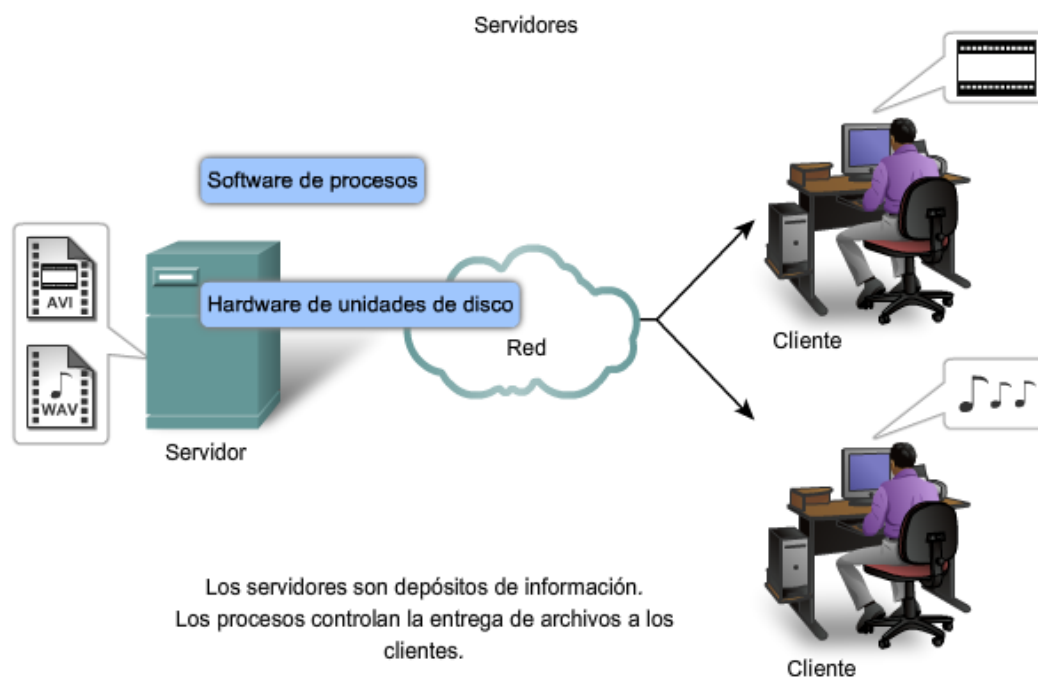 Servidores
Software de procesos
AVI
Hardware de unidades de disco
Red
Cliente
WAV
Servidor
Los servidores son depósitos de información.
Los procesos controlan la entrega de archivos a los
clientes.
Cliente